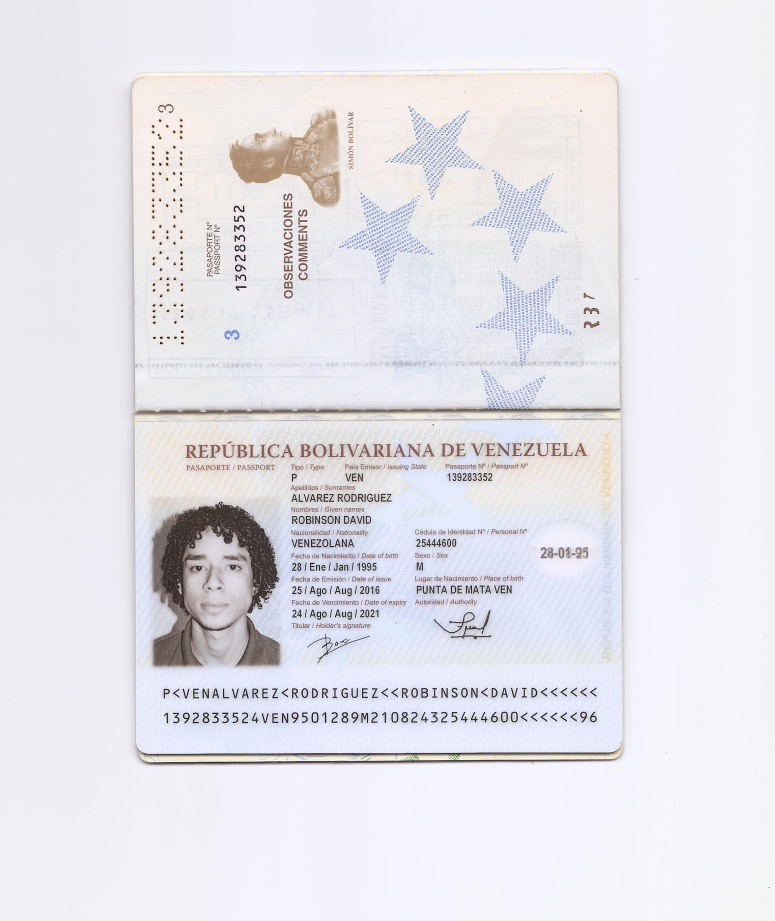 139283352
3
SIMÓN BOLÍVAR
PASAPORTE Nº
PASSPORT Nº
139283352
OBSERVACIONES
COMMENTS
3
REPÚBLICA BOLIVARIANA DE VENEZUELA
PASAPORTE / PASSPORT
Tipo / Type País Emisor / Issuing State Pasaporte Nº / Passport Nº
P VEN 139283352
Apellidos / Surnames
ALVAREZ RODRIGUEZ
Nombres / Given names
ROBINSON DAVID
Nacionalidad / Nationality Cédula de Identidad Nº / Personal Nº
VENEZOLANA 25444600
Fecha de Nacimiento / Date of birth Sexo / Sex
28 / Ene / Jan / 1995 M
28-01-95
Fecha de Emisión / Date of issue Lugar de Nacimiento / Place of birth
25 / Ago / Aug / 2016 PUNTA DE MATA VEN
Fecha de Vencimiento / Date of expiry Autoridad / Authority
24 / Ago / Aug / 2021
Titular / Holder's signature
REPÚBLICA BOLIVARIANA DE VENEZUELA
P<VENALVAREZ<RODRIGUEZ<<ROBINSON<DAVID<<<<<<
1392833524VEN9501289M210824325444600<<<<<<96